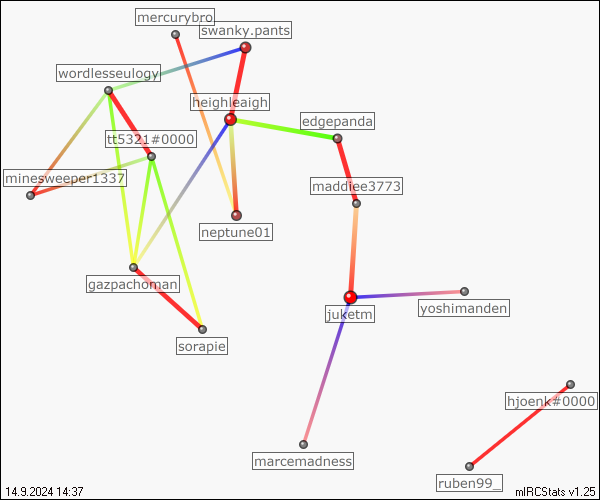 mercurybro
swanky.pants
wordlesseulogy
heighleaigh
edgepanda
tt5321#0000
minesweeper1337
maddiee3773
neptune01
gazpachoman
yoshimanden
juketm
sorapie
hjoenk#0000
marcemadness
ruben99_
14.9.2024 14:37
mIRCStats v1.25